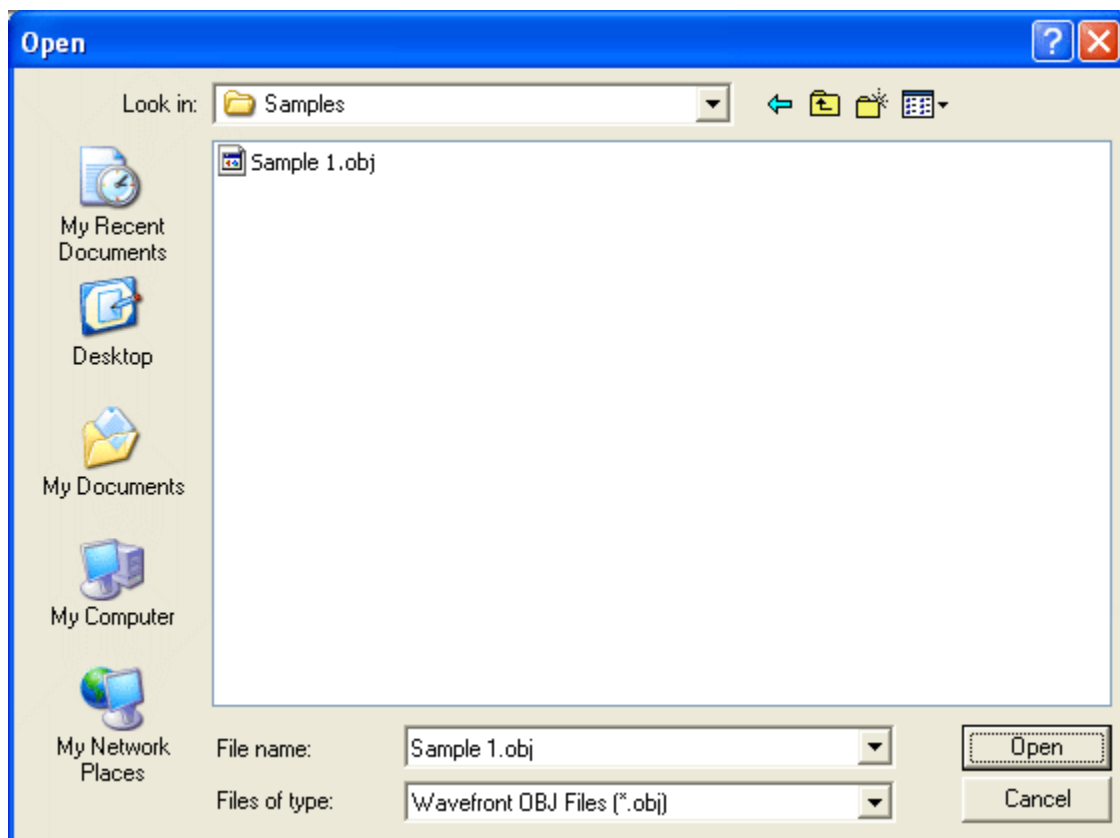 Open
Look in:
Samples
Sample 1.obj
My Recent
Documents
Desktop
My Documents
My Computer
My Network
Places
File name:
Sample 1.obj
Open
Files of type:
Wavefront OBJ Files (*.obj)
Cancel